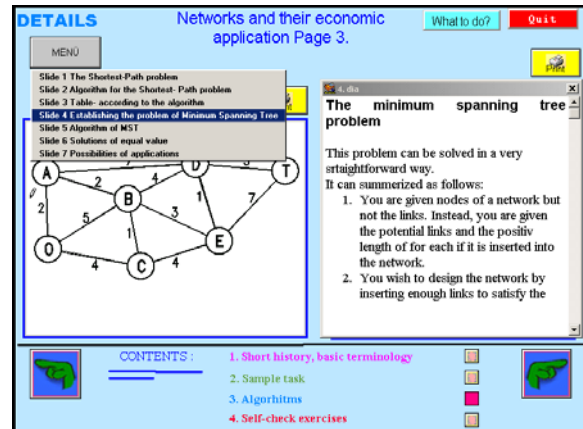 DETAILS
Networks and their economic
application Page 3.
What to do?
Quit
MENÜ
Print
Slide 1 The Shortest-Path problem
Slide 2 Algorithm for the Shortest- Path problem
Slide 3 Table- according to the algorithm
Slide 4 Establishing the problem of Minimum Spanning Tree
Slide 5 Algorithm of MST
Slide 6 Solutions of equal value
Slide 7 Possibilities of applications
A
D
T
2
4
1
7
B
2
5
3
1
E
O
4
C
4
4. dia
The minimum spanning tree
problem
This problem can be solved in a very
srtaightforward way.
It can summerized as follows:
1. You are given nodes of a network but
not the links. Instead, you are given
the potential links and the positiv
length of for each if it is inserted into
the network.
2. You wish to design the network by
inserting enough links to satisfy the
CONTENTS :
1. Short history, basic terminology
2. Sample task
3. Algorhitms
4. Self-check exercises